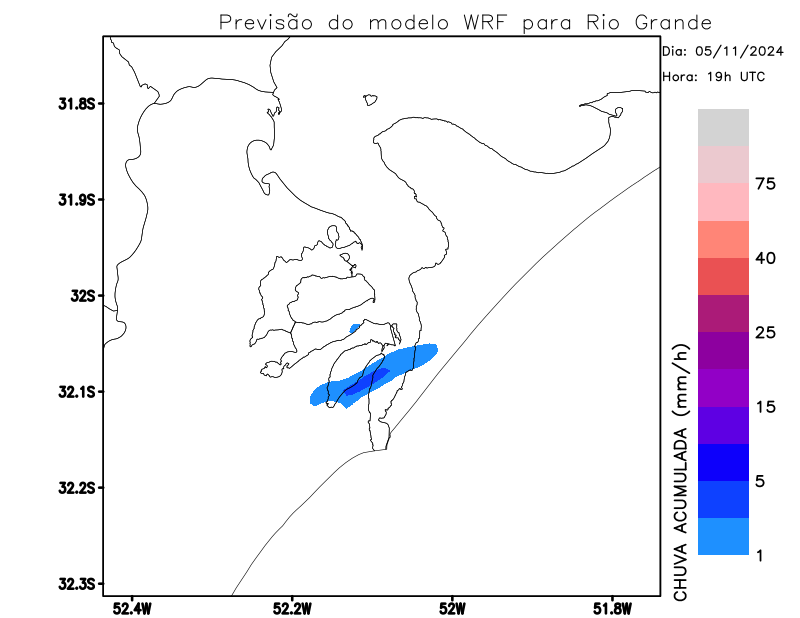 Previsão do modelo WRF para Rio Grande
Dia: 05/11/2024
Hora: 19h UTC
31.8S
31.9S
32S
32.1S
32.2S
32.3S
52.4W
52.2W
52W
51.8W
75
40
25
15
5
1
CHUVA ACUMULADA (mm/h)